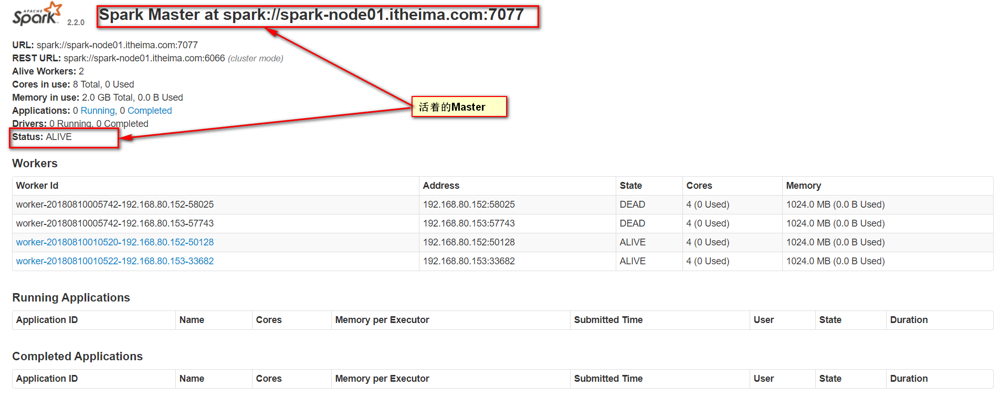 APACHE
Spark 2.2.0 Spark Master at spark://spark-node01.itheima.com:7077
URL: spark://spark-node01.itheima.com:7077
REST URL: spark://spark-node01.itheima.com:6066 (cluster mode)
Alive Workers: 2
Cores in use: 8 Total, 0 Used
Memory in use: 2.0 GB Total, 0.0 B Used
活着的Master
Applications: 0 Running, 0 Completed
Drivers: 0 Running, 0 Completed
Status: ALIVE
Workers
Worker Id Address State Cores Memory
worker-20180810005742-192.168.80.152-58025 192.168.80.152:58025 DEAD 4 (0 Used) 1024.0 MB (0.0 B Used)
worker-20180810005742-192.168.80.153-57743 192.168.80.153:57743 DEAD 4 (0 Used) 1024.0 MB (0.0 B Used)
worker-20180810010520-192.168.80.152-50128 192.168.80.152:50128 ALIVE 4 (0 Used) 1024.0 MB (0.0 B Used)
worker-20180810010522-192.168.80.153-33682 192.168.80.153:33682 ALIVE 4 (0 Used) 1024.0 MB (0.0 B Used)
Running Applications
Application ID Name Cores Memory per Executor Submitted Time User State Duration
Completed Applications
Application ID Name Cores Memory per Executor Submitted Time User State Duration